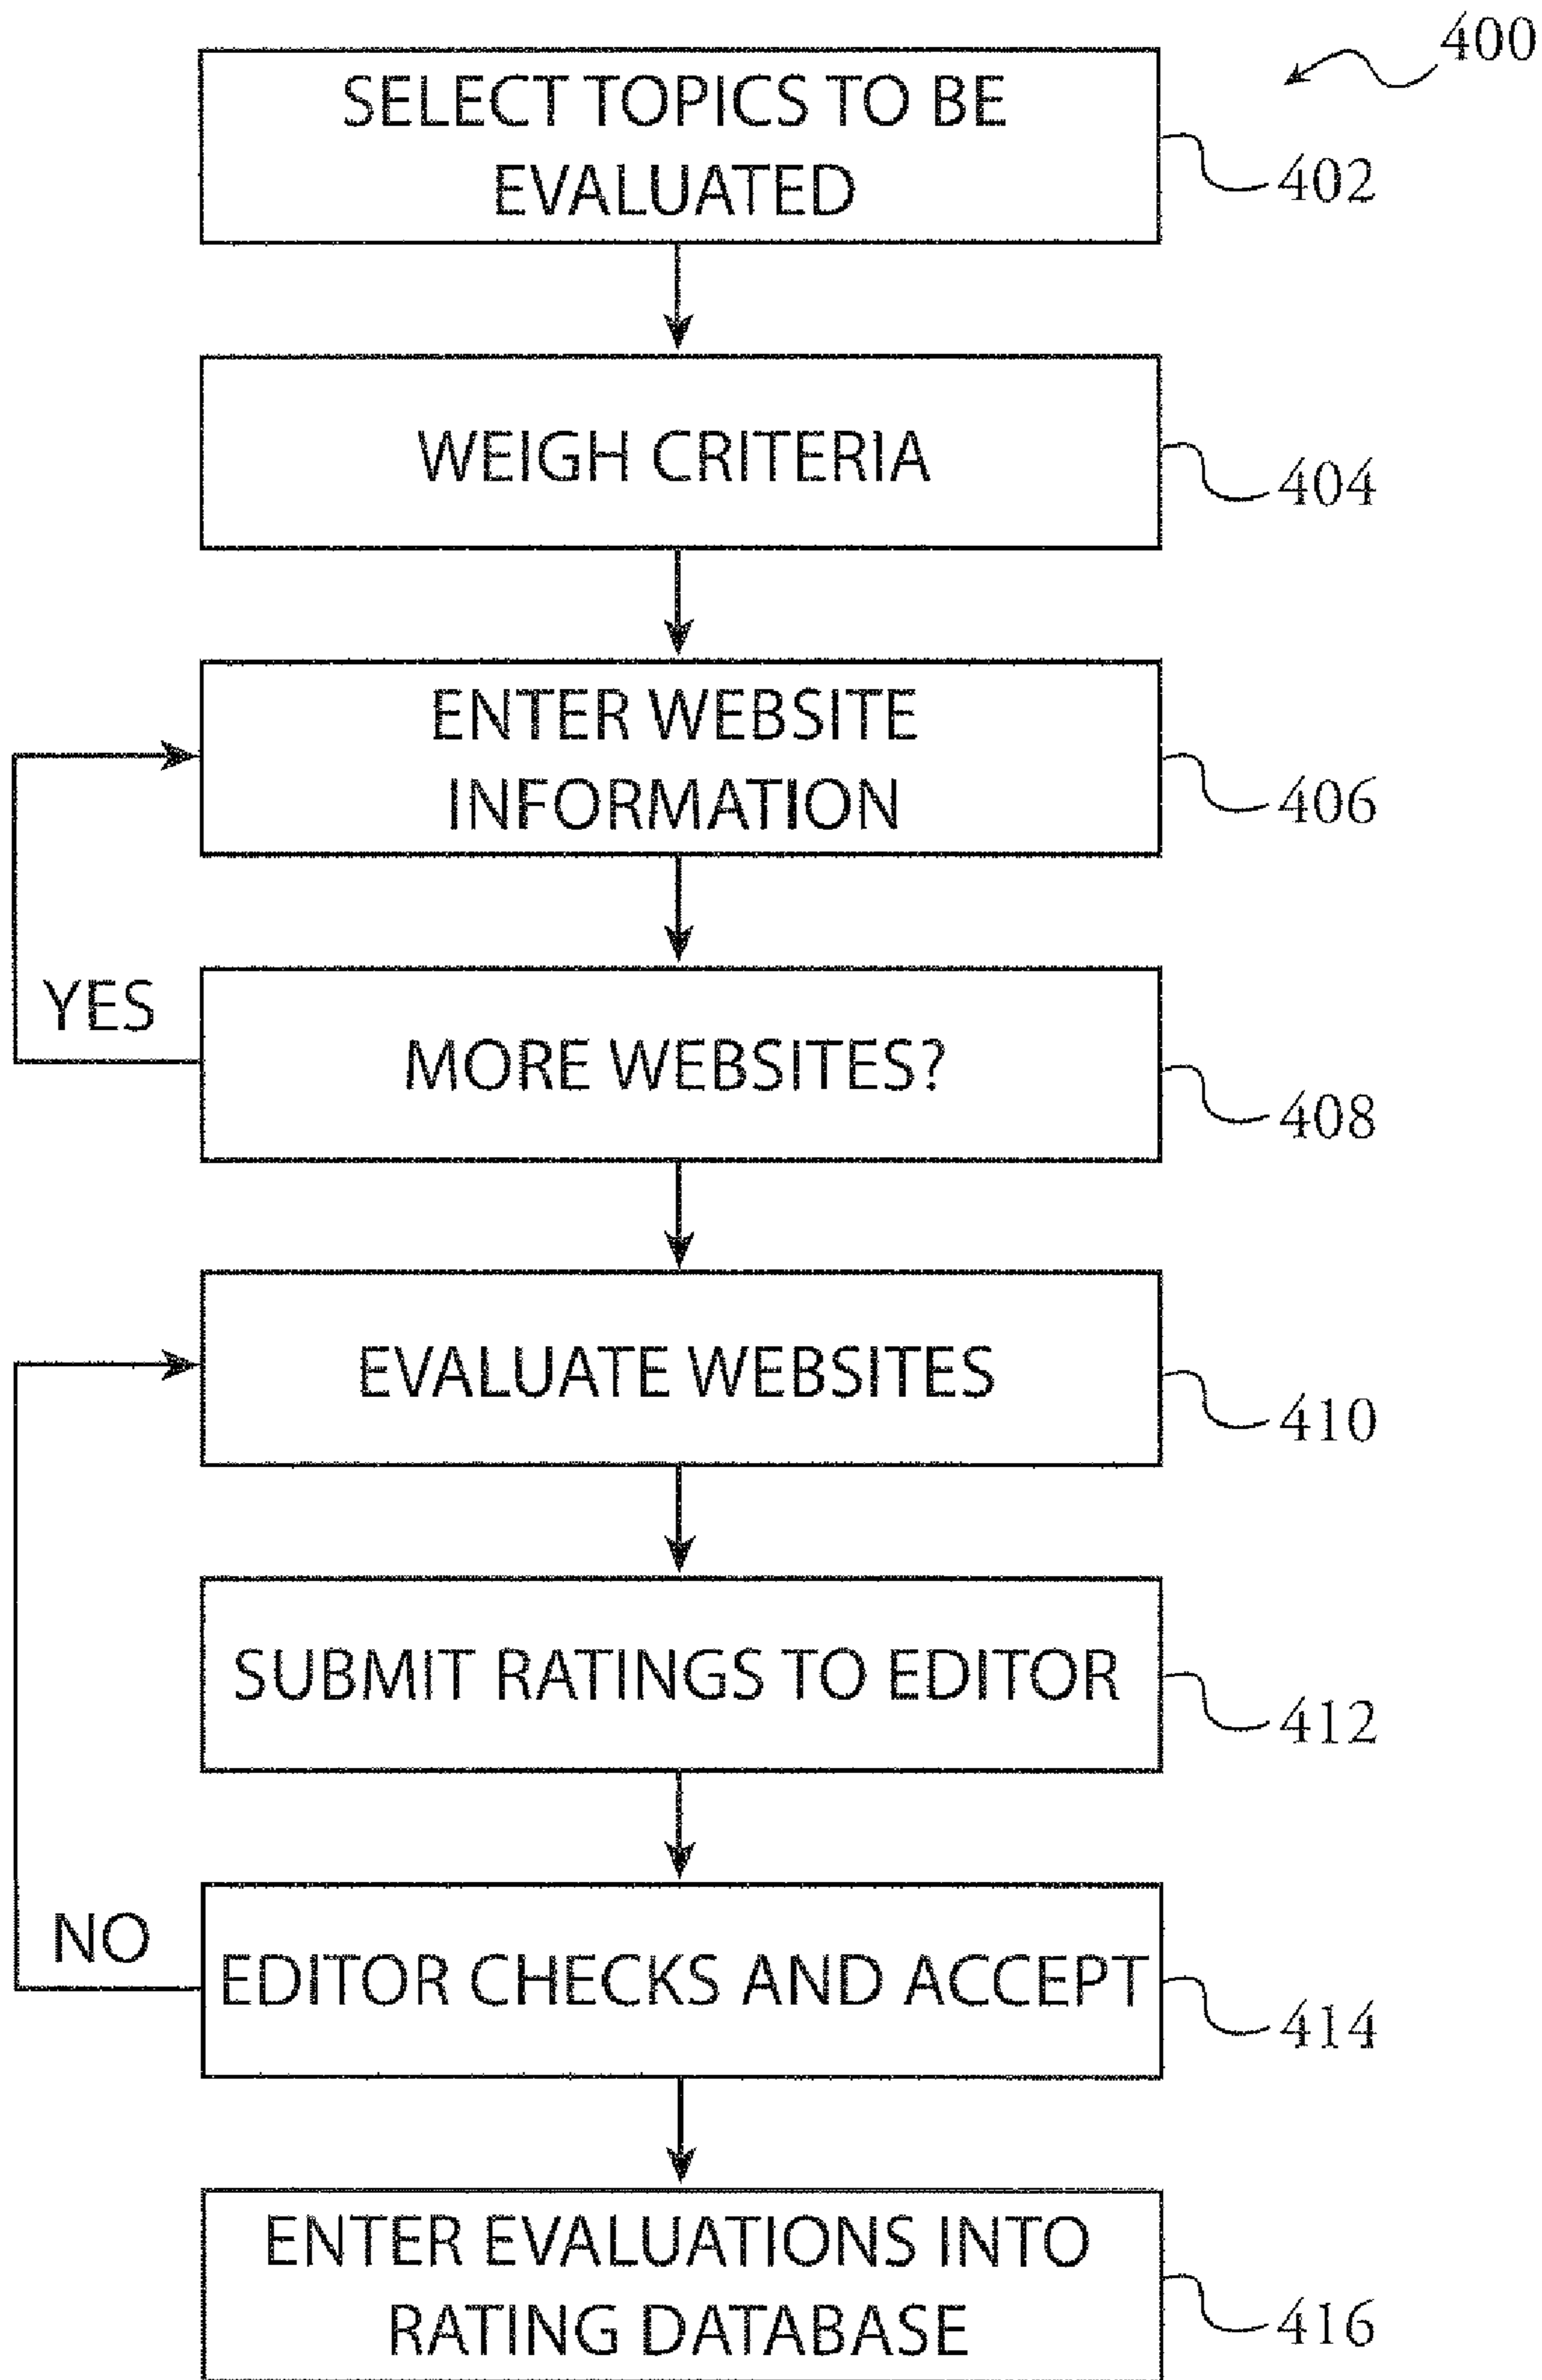 400
SELECT TOPICS TO BE
EVALUATED
402
WEIGH CRITERIA
404
ENTER WEBSITE
INFORMATION
406
YES
MORE WEBSITES?
408
EVALUATE WEBSITES
410
SUBMIT RATINGS TO EDITOR
412
NO
EDITOR CHECKS AND ACCEPT
414
ENTER EVALUATIONS INTO
RATING DATABASE
416